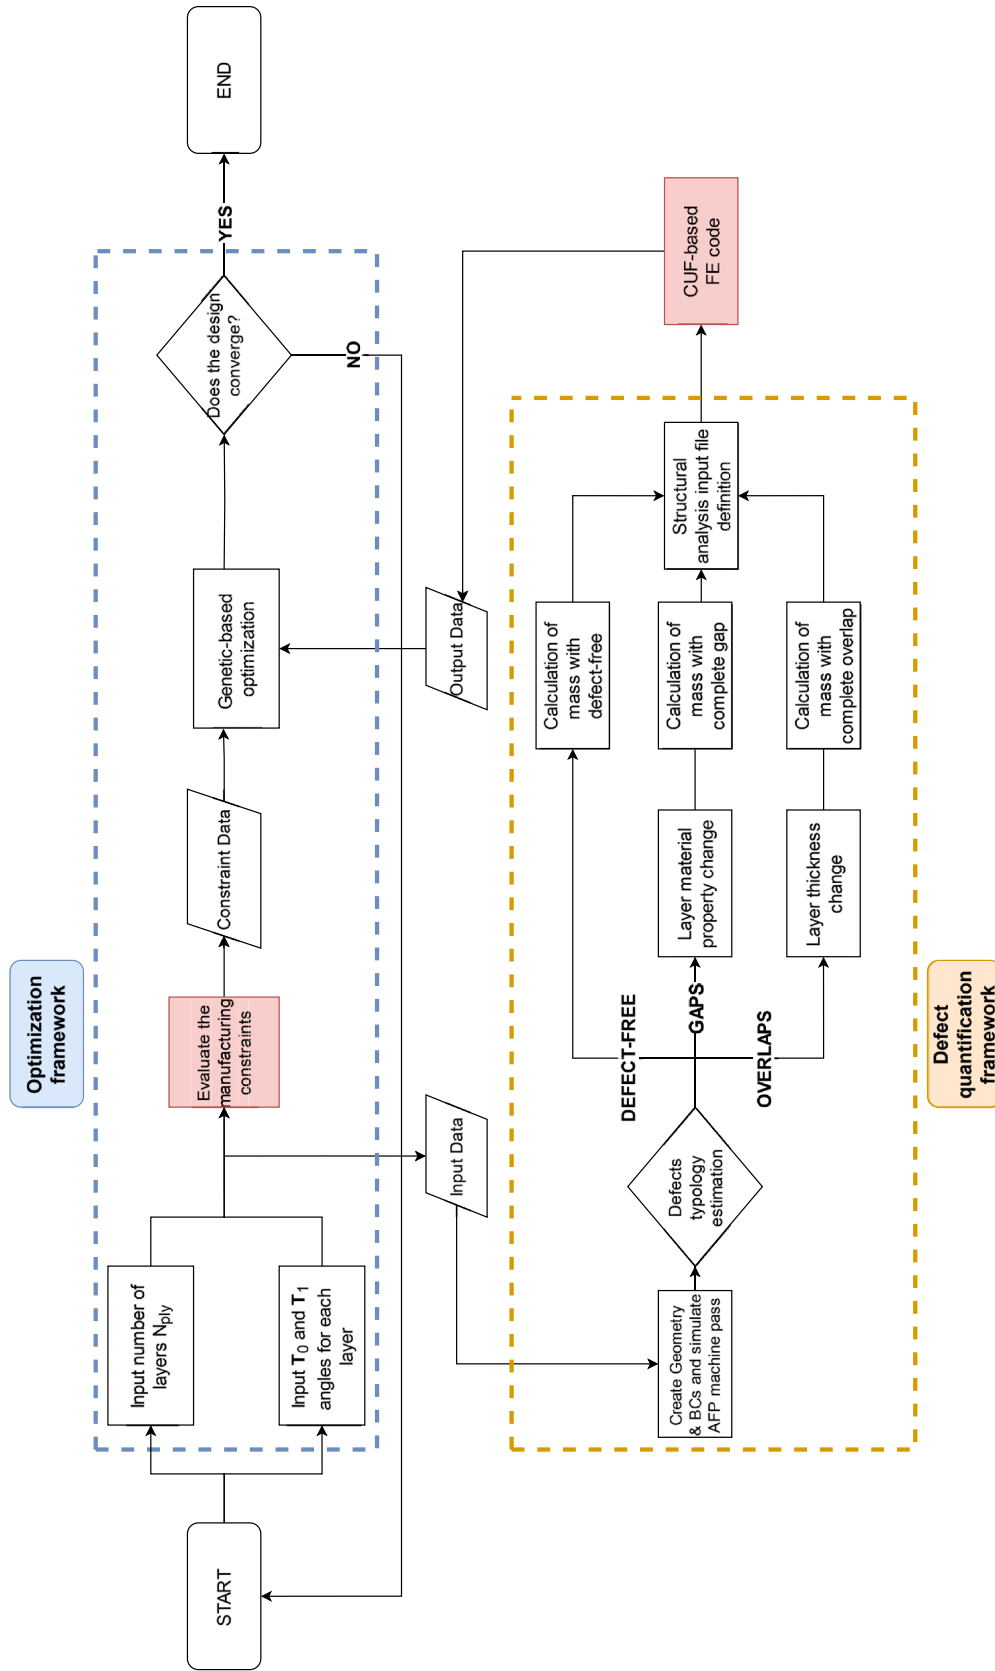 Optimization
framework
START
Input number of
layers Nply
Input T0 and T1
angles for each
layer
Evaluate the
manufacturing
constraints
Constraint Data
Genetic-based
optimization
Does the design
converge?
YES
END
NO
Input Data
Output Data
Create Geometry
& BCs and simulate
AFP machine pass
Defects
typology
estimation
DEFECT-FREE
GAPS
OVERLAPS
Layer material
property change
Layer thickness
change
Calculation of
mass with
defect-free
Calculation of
mass with
complete gap
Calculation of
mass with
complete overlap
Structural
analysis input file
definition
CUF-based
FE code
Defect
quantification
framework